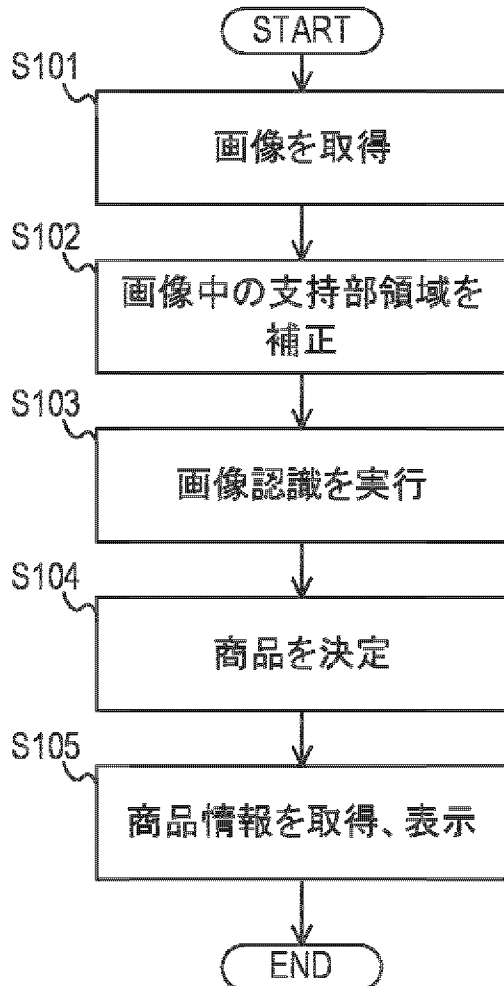 START
S101
画像を取得
S102
画像中の支持部領域を
補正
S103
画像認識を実行
S104
商品を決定
S105
商品情報を取得、表示
END